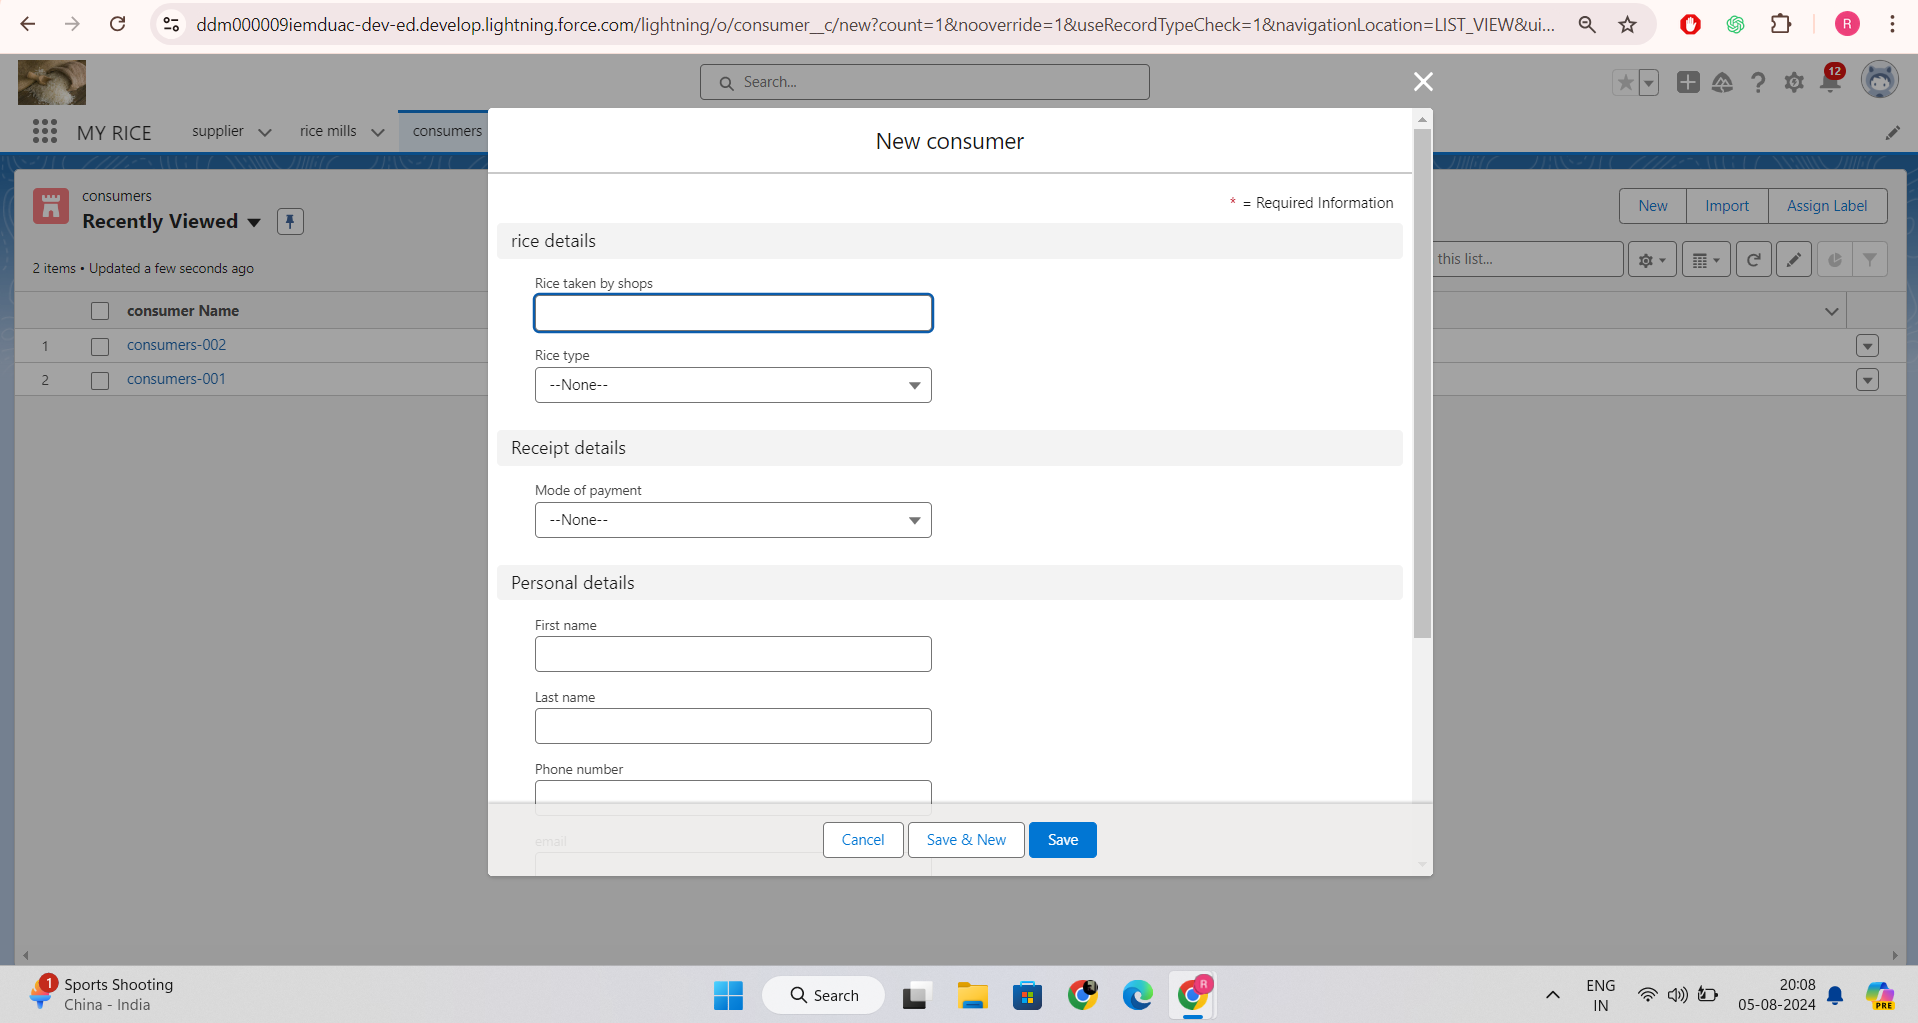 ddm000009iemduac-dev-ed.develop.lightning.force.com/lightning/o/consumer__c/new?count=1&nooverride=1&useRecordTypeCheck=1&navigationLocation=LIST_VIEW&ui...
R
Search...
12
MY RICE
supplier
rice mills
consumers
New consumer
* = Required Information
consumers
Recently Viewed
New
Import
Assign Label
2 items • Updated a few seconds ago
this list...
consumer Name
1
consumers-002
2
consumers-001
rice details
Rice taken by shops
Rice type
--None--
Receipt details
Mode of payment
--None--
Personal details
First name
Last name
Phone number
email
Cancel
Save & New
Save
1
Sports Shooting
China - India
Search
R
ENG
IN
20:08
05-08-2024
PRE